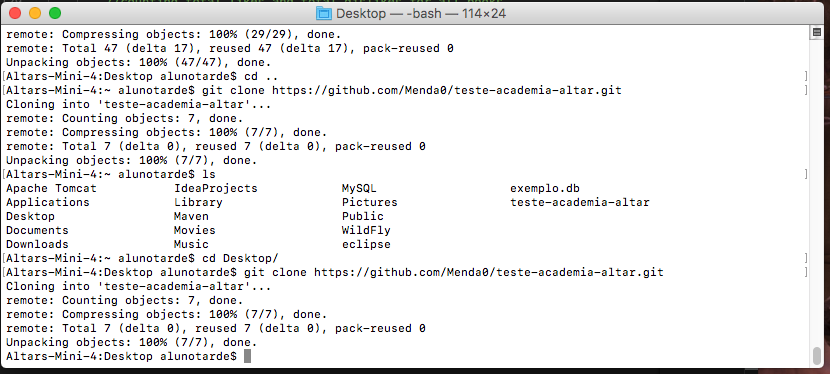 Desktop — -bash — 114×24
remote: Compressing objects: 100% (29/29), done.
remote: Total 47 (delta 17), reused 47 (delta 17), pack-reused 0
Unpacking objects: 100% (47/47), done.
[Altars-Mini-4:Desktop alunotarde$ cd ..]
[Altars-Mini-4:~ alunotarde$ git clone https://github.com/Menda0/teste-academia-altar.git]
Cloning into 'teste-academia-altar'...
remote: Counting objects: 7, done.
remote: Compressing objects: 100% (7/7), done.
remote: Total 7 (delta 0), reused 7 (delta 0), pack-reused 0
Unpacking objects: 100% (7/7), done.
[Altars-Mini-4:~ alunotarde$ ls]
Apache Tomcat IdeaProjects MySQL exemplo.db
Applications Library Pictures teste-academia-altar
Desktop Maven Public
Documents Movies WildFly
Downloads Music eclipse
[Altars-Mini-4:~ alunotarde$ cd Desktop/]
[Altars-Mini-4:Desktop alunotarde$ git clone https://github.com/Menda0/teste-academia-altar.git]
Cloning into 'teste-academia-altar'...
remote: Counting objects: 7, done.
remote: Compressing objects: 100% (7/7), done.
remote: Total 7 (delta 0), reused 7 (delta 0), pack-reused 0
Unpacking objects: 100% (7/7), done.
Altars-Mini-4:Desktop alunotarde$